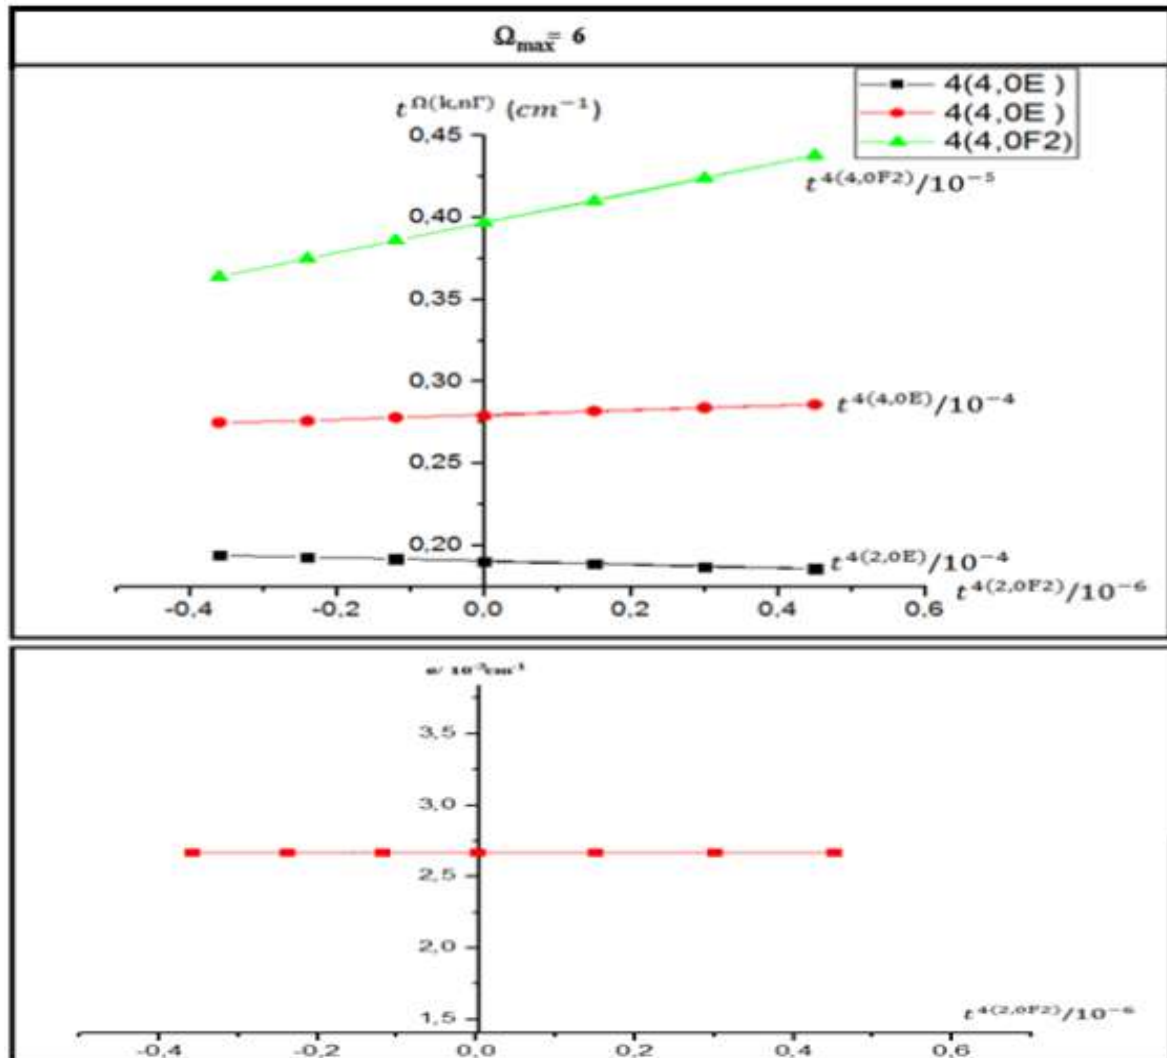 Ω_max = 6
4(4,0E )
4(4,0E )
4(4,0F2)
t^Ω(k,nΓ) (cm^−1)
0,45
t^4(4,0F2)/10^−5
0,40
0,35
0,30
t^4(4,0E)/10^−4
0,25
0,20
t^4(2,0E)/10^−4
-0,4 -0,2 0,0 0,2 0,4 0,6
t^4(2,0F2)/10^−6
3,5
3,0
2,5
2,0
1,5
t^4(2,0F2)/10^−6
-0,4 -0,2 0,0 0,2 0,4 0,6